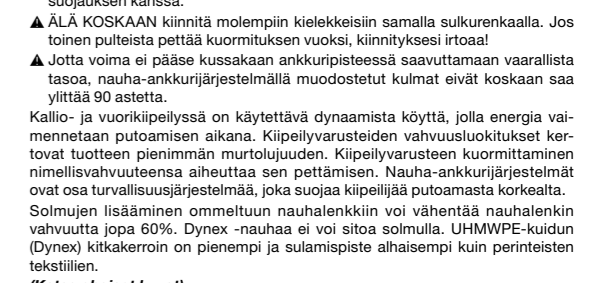 suojauksen kanssa.
⚠ ÄLÄ KOSKAAN kiinnitä molempiin kielekkeisiin samalla sulkurenkaalla. Jos
toinen pulteista pettää kuormituksen vuoksi, kiinnityksesi irtoaa!
⚠ Jotta voima ei pääse kussakaan ankkuripisteessä saavuttamaan vaarallista
tasoa, nauha-ankkurijärjestelmällä muodostetut kulmat eivät koskaan saa
ylittää 90 astetta.
Kallio- ja vuorikiipeilyssä on käytettävä dynaamista köyttä, jolla energia vai-
mennetaan putoamisen aikana. Kiipeilyvarusteiden vahvuusluokitukset ker-
tovat tuotteen pienimmän murtolujuuden. Kiipeilyvarusteen kuormittaminen
nimellisvahvuuteensa aiheuttaa sen pettämisen. Nauha-ankkurijärjestelmät
ovat osa turvallisuusjärjestelmää, joka suojaa kiipeilijää putoamasta korkealta.
Solmujen lisääminen ommeltuun nauhalenkkiin voi vähentää nauhalenkin
vahvuutta jopa 60%. Dynex -nauhaa ei voi sitoa solmulla. UHMWPE-kuidun
(Dynex) kitkakerroin on pienempi ja sulamispiste alhaisempi kuin perinteisten
tekstiilien.